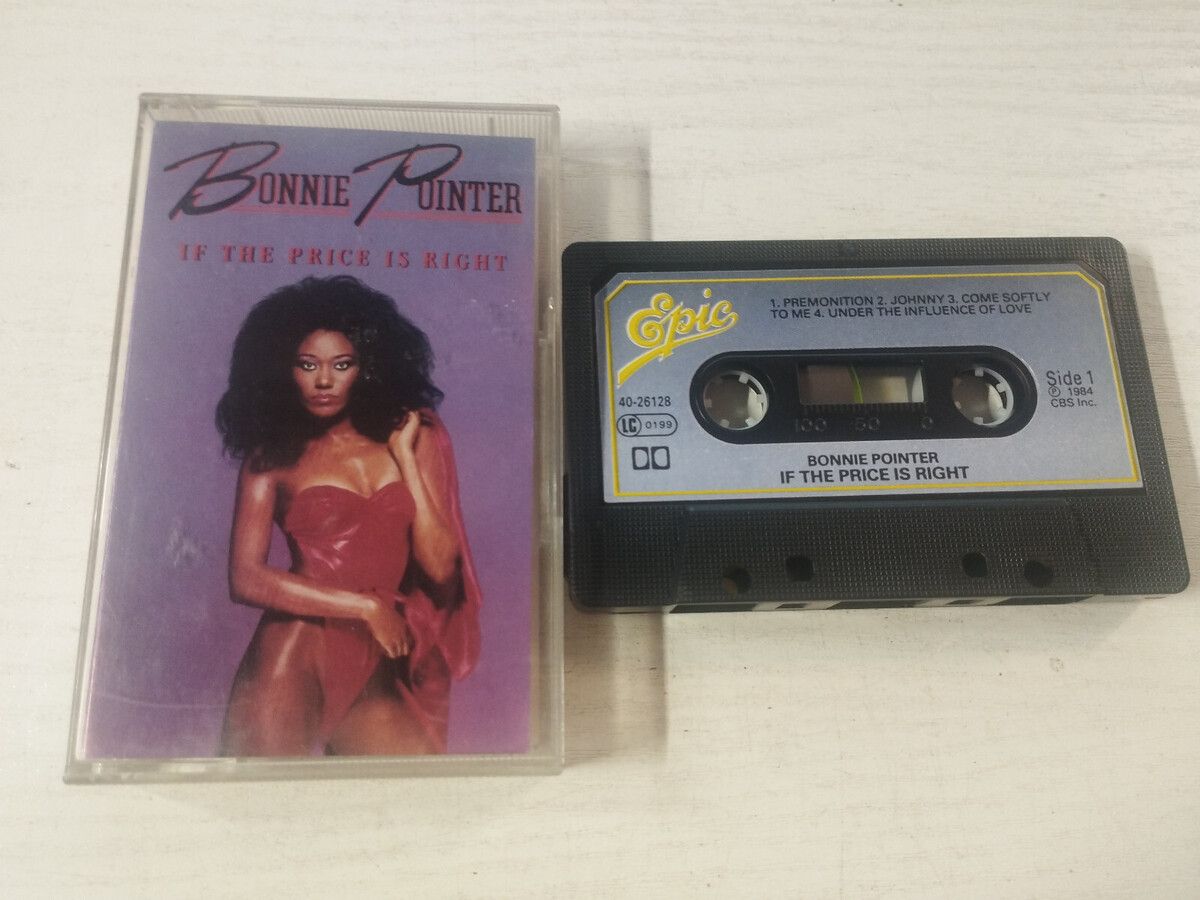 BONNIE POINTER
IF THE PRICE IS RIGHT
Epic
1. PREMONITION 2. JOHNNY 3. COME SOFTLY
TO ME 4. UNDER THE INFLUENCE OF LOVE
40-26128
LC 0199
Side 1
℗ 1984
CBS Inc.
100 50 0
BONNIE POINTER
IF THE PRICE IS RIGHT